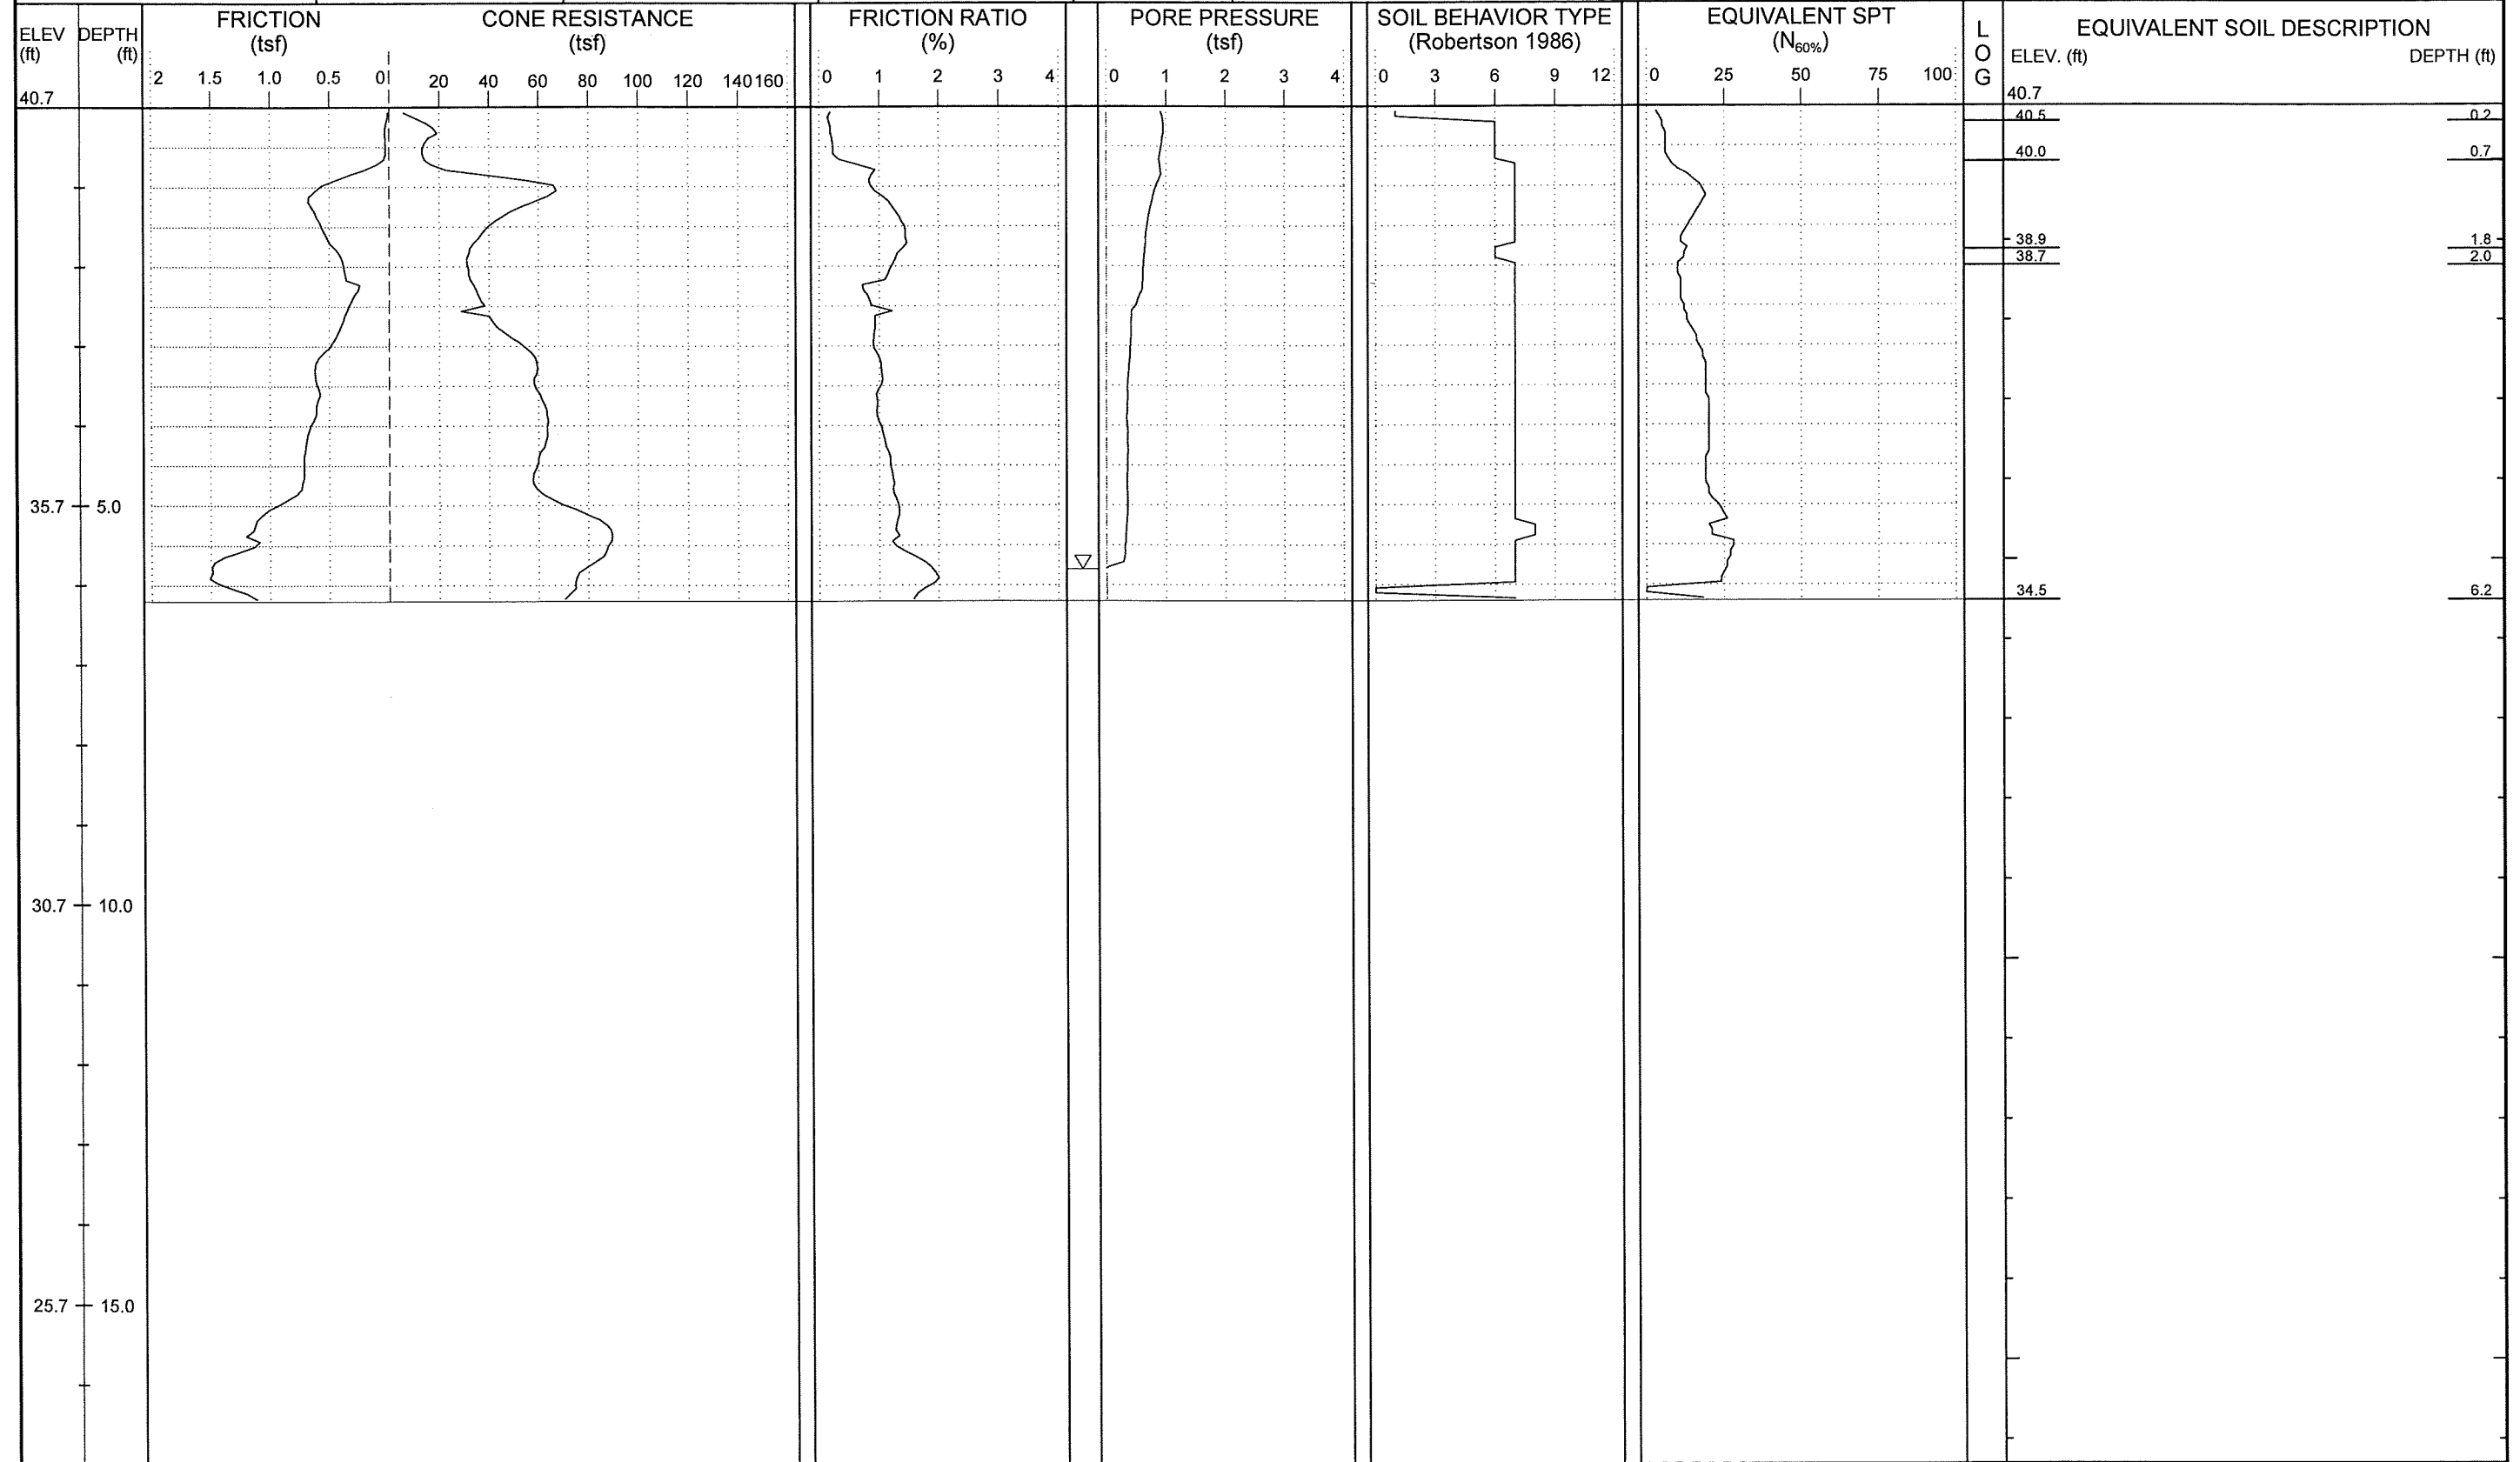 ELEV (ft)
DEPTH (ft)
FRICTION
(tsf)
CONE RESISTANCE
(tsf)
FRICTION RATIO
(%)
PORE PRESSURE
(tsf)
SOIL BEHAVIOR TYPE
(Robertson 1986)
EQUIVALENT SPT
(N60%)
LOG
EQUIVALENT SOIL DESCRIPTION
ELEV. (ft) DEPTH (ft)
2 1.5 1.0 0.5 0 20 40 60 80 100 120 140 160
0 1 2 3 4
0 1 2 3 4
0 3 6 9 12
0 25 50 75 100
40.7 40.7
40.5 0.2
40.0 0.7
38.9 1.8
38.7 2.0
35.7 5.0
34.5 6.2
30.7 10.0
25.7 15.0